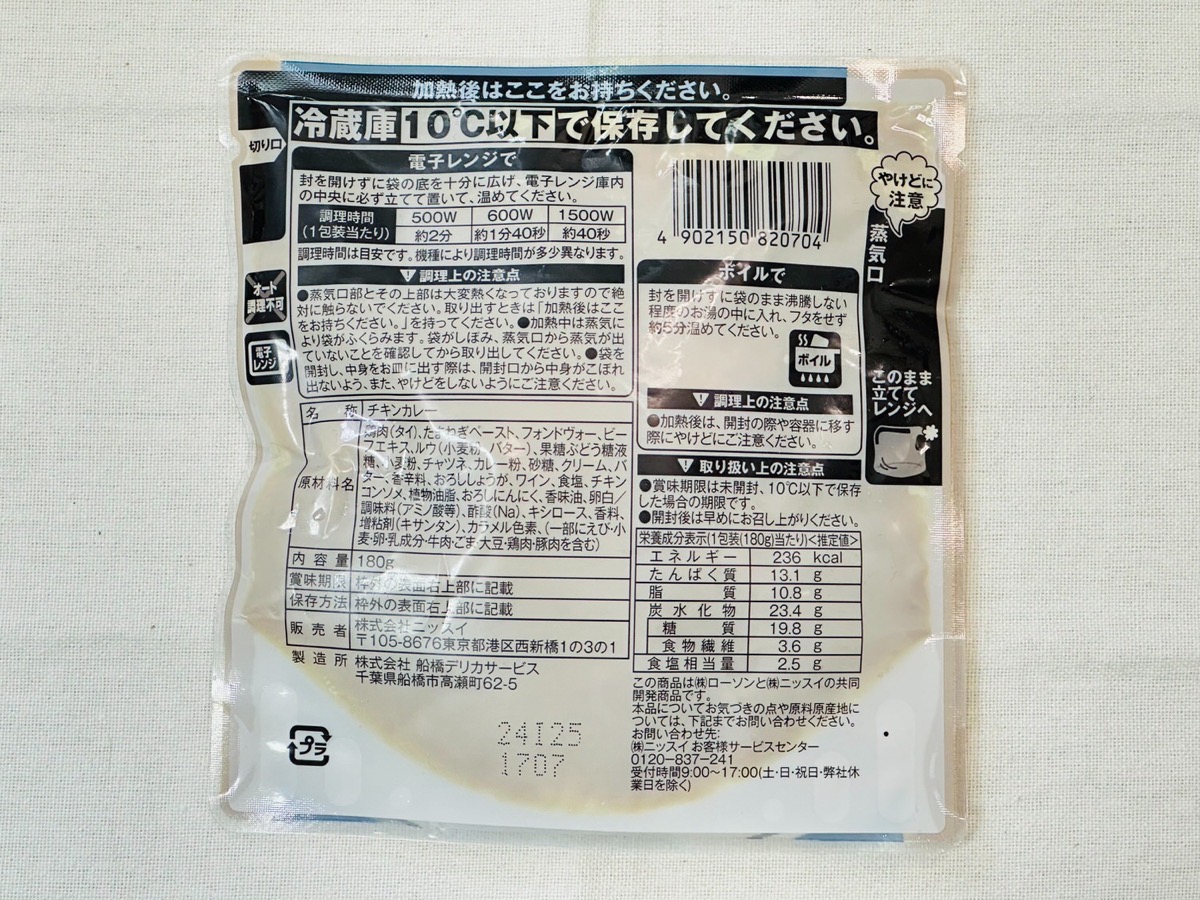 加熱後はここをお持ちください。
冷蔵庫10℃以下で保存してください。
切り口
電子レンジで
封を開けずに袋の底を十分に広げ、電子レンジ庫内
の中央に必ず立てて置いて、温めてください。
調理時間
(1包装当たり)
500W 600W 1500W
約2分 約1分40秒 約40秒
調理時間は目安です。機種により調理時間が多少異なります。
調理上の注意点
●蒸気口部とその上部は大変熱くなっておりますので絶
対に触らないでください。取り出すときは「加熱後はここ
をお持ちください。」を持ってください。●加熱中は蒸気に
より袋がふくらみます。袋がしぼみ、蒸気口から蒸気が出
ていないことを確認してから取り出してください。●袋を
開封し、中身をお皿に出す際は、開封口から中身がこぼれ
出ないよう、また、やけどをしないようにご注意ください。
オート
調理不可
電子
レンジ
名称 チキンカレー
原材料名
鶏肉(タイ)、たまねぎペースト、フォンドヴォー、ビー
フエキス、ルウ(小麦粉、バター)、果糖ぶどう糖液
糖、小麦粉、チャツネ、カレー粉、砂糖、クリーム、バ
ター、香辛料、おろししょうが、ワイン、食塩、チキン
コンソメ、植物油脂、おろしにんにく、香味油、卵白/
調味料(アミノ酸等)、酢酸(Na)、キシロース、香料、
増粘剤(キサンタン)、カラメル色素、(一部にえび・小
麦・卵・乳成分・牛肉・ごま・大豆・鶏肉・豚肉を含む)
内容量 180g
賞味期限 枠外の表面右上部に記載
保存方法 枠外の表面右上部に記載
販売者 株式会社ニッスイ
〒105-8676東京都港区西新橋1の3の1
製造所 株式会社 船橋デリカサービス
千葉県船橋市高瀬町62-5
プラ
24I25
1707
4 902150 820704
やけどに
注意
蒸気口
ボイルで
封を開けずに袋のまま沸騰しない
程度のお湯の中に入れ、フタをせず
約5分温めてください。
ボイル
調理上の注意点
●加熱後は、開封の際や容器に移す
際にやけどにご注意ください。
このまま
立てて
レンジへ
取り扱い上の注意点
●賞味期限は未開封、10℃以下で保存
した場合の期限です。
●開封後は早めにお召し上がりください。
栄養成分表示(1包装(180g)当たり)<推定値>
エネルギー 236 kcal
たんぱく質 13.1 g
脂質 10.8 g
炭水化物 23.4 g
糖質 19.8 g
食物繊維 3.6 g
食塩相当量 2.5 g
この商品は㈱ローソンと㈱ニッスイの共同
開発商品です。
本品についてお気づきの点や原料原産地に
ついては、下記までお問い合わせください。
お問い合わせ先:
㈱ニッスイ お客様サービスセンター
0120-837-241
受付時間9:00～17:00(土・日・祝日・弊社休
業日を除く)